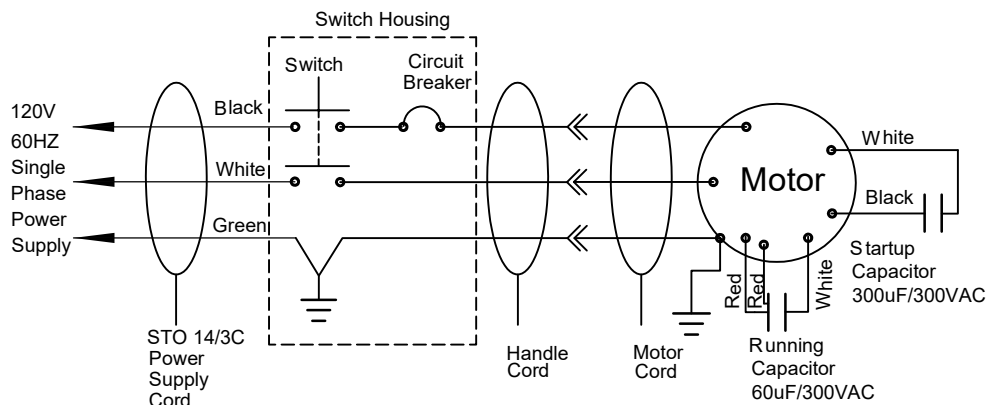 Switch Housing
Switch
Circuit
Breaker
120V
60HZ
Single
Phase
Power
Supply
Black
White
Green
STO 14/3C
Power
Supply
Cord
Handle
Cord
Motor
Cord
Motor
White
Black
Startup
Capacitor
300uF/300VAC
Red
Red
White
Running
Capacitor
60uF/300VAC